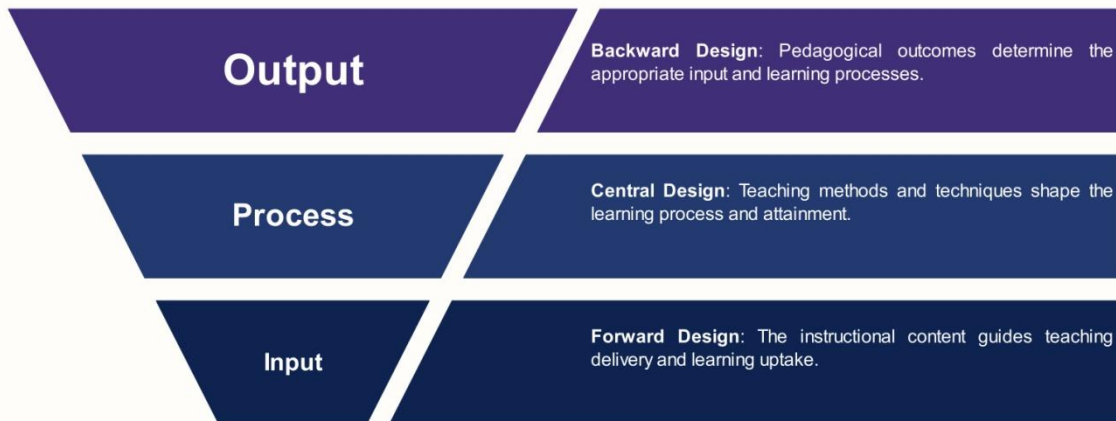 Output
Backward Design: Pedagogical outcomes determine the
appropriate input and learning processes.
Process
Central Design: Teaching methods and techniques shape the
learning process and attainment.
Input
Forward Design: The instructional content guides teaching
delivery and learning uptake.